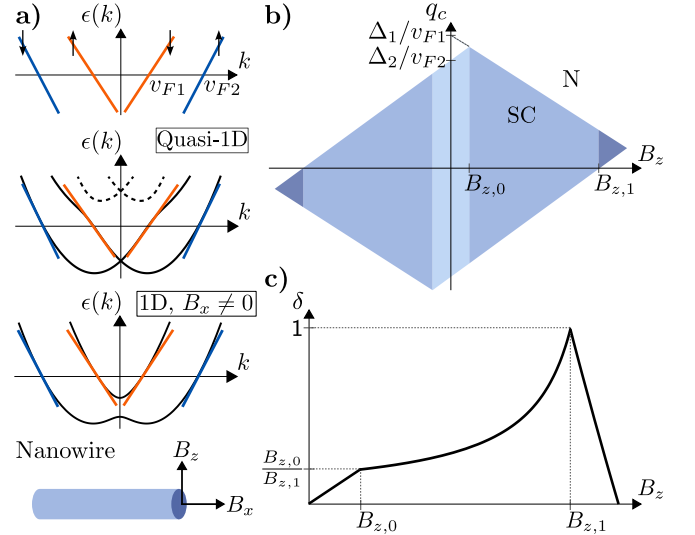 a)
ϵ(k)
k
v_{F1}
v_{F2}
ϵ(k)
Quasi-1D
k
ϵ(k)
1D, B_x ≠ 0
k
Nanowire
B_z
B_x
b)
q_c
Δ_1/v_{F1}
Δ_2/v_{F2}
N
SC
B_z
B_{z,0}
B_{z,1}
c)
δ
1
B_{z,0}/B_{z,1}
B_z
B_{z,0}
B_{z,1}